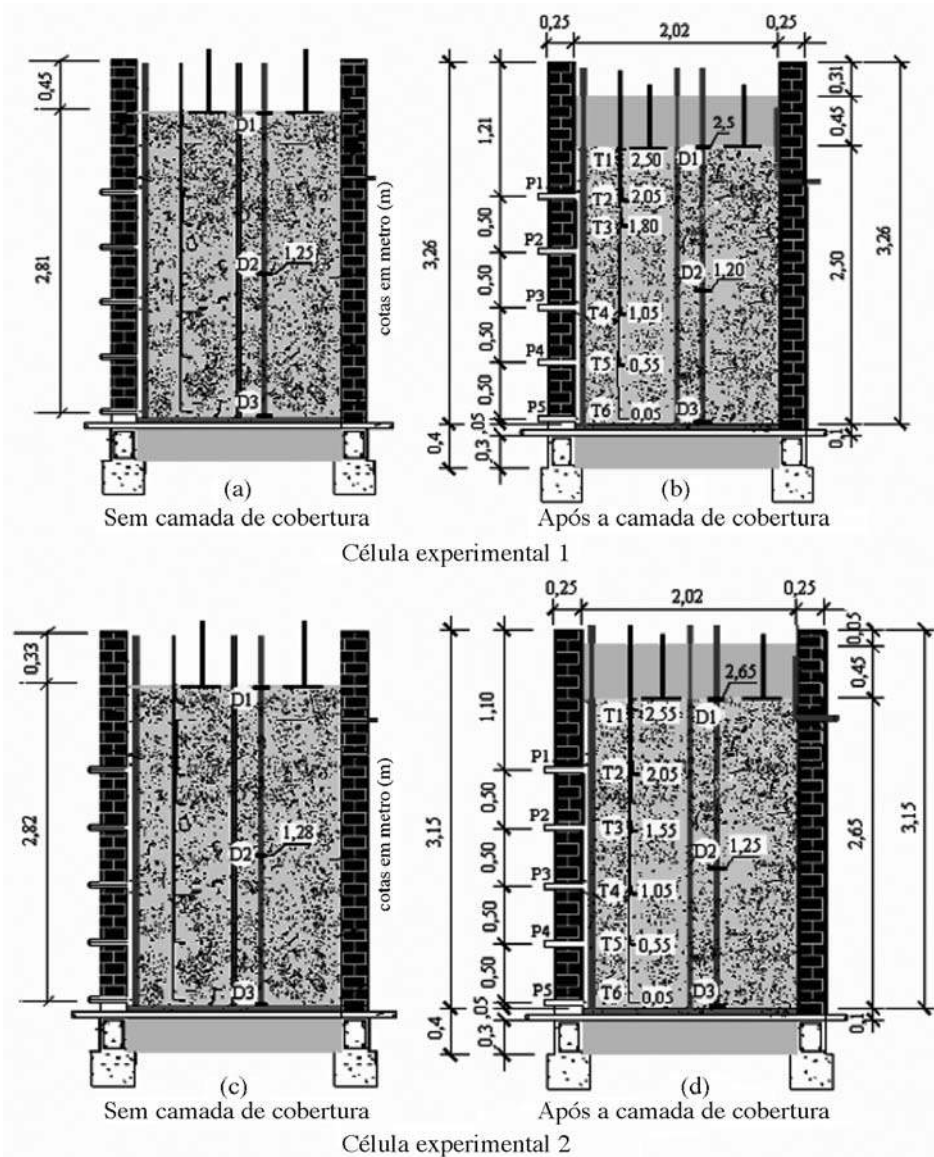 0,45
2,81
D1
D2
1,25
D3
cotas em metro (m)
(a)
Sem camada de cobertura
0,25
2,02
0,25
3,26
1,21
0,50
0,50
0,50
0,50
,05
0,4
0,3
P1
P2
P3
P4
P5
T1
2,50
T2
2,05
T3
1,80
T4
1,05
T5
0,55
T6
0,05
D1
2,5
D2
1,20
D3
0,31
0,45
2,50
3,26
0,1
(b)
Após a camada de cobertura
Célula experimental 1
0,33
2,82
D1
D2
1,28
D3
cotas em metro (m)
(c)
Sem camada de cobertura
0,25
2,02
0,25
3,15
1,10
0,50
0,50
0,50
0,50
,05
0,4
0,3
P1
P2
P3
P4
P5
T1
2,55
T2
2,05
T3
1,55
T4
1,05
T5
0,55
T6
0,05
D1
2,65
D2
1,25
D3
0,05
0,45
2,65
3,15
0,1
(d)
Após a camada de cobertura
Célula experimental 2